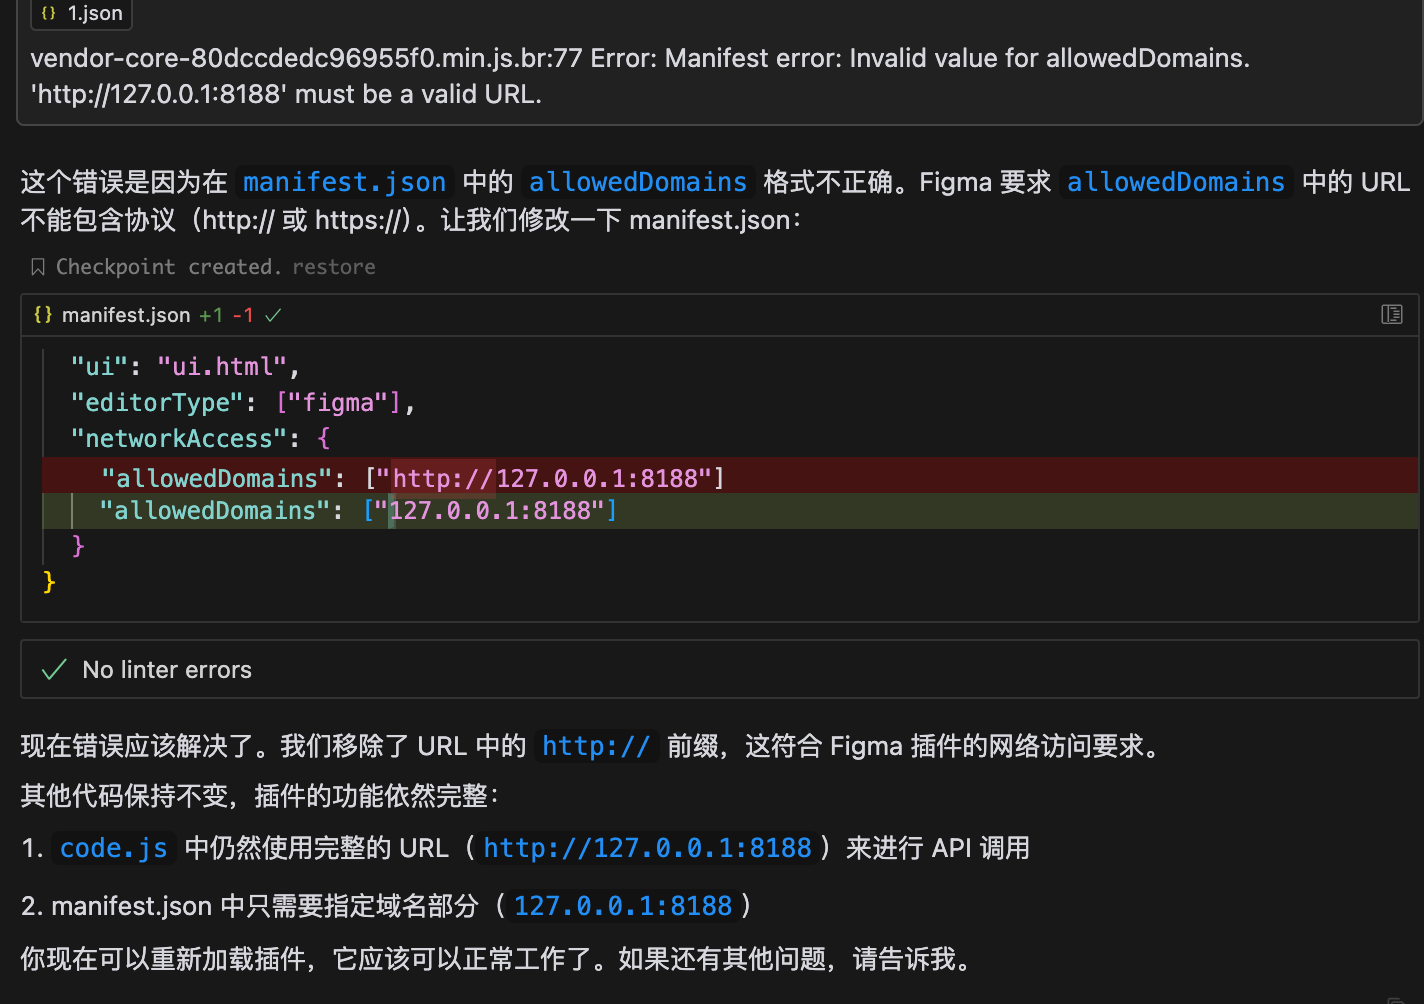 {} 1.json
vendor-core-80dccdedc96955f0.min.js.br:77 Error: Manifest error: Invalid value for allowedDomains.
'http://127.0.0.1:8188' must be a valid URL.
这个错误是因为在 manifest.json 中的 allowedDomains 格式不正确。Figma 要求 allowedDomains 中的 URL
不能包含协议（http:// 或 https://）。让我们修改一下 manifest.json：
Checkpoint created. restore
{} manifest.json +1 -1 ✓
"ui": "ui.html",
"editorType": ["figma"],
"networkAccess": {
"allowedDomains": ["http://127.0.0.1:8188"]
"allowedDomains": ["127.0.0.1:8188"]
}
}
✓ No linter errors
现在错误应该解决了。我们移除了 URL 中的 http:// 前缀，这符合 Figma 插件的网络访问要求。
其他代码保持不变，插件的功能依然完整：
1. code.js 中仍然使用完整的 URL（http://127.0.0.1:8188）来进行 API 调用
2. manifest.json 中只需要指定域名部分（127.0.0.1:8188）
你现在可以重新加载插件，它应该可以正常工作了。如果还有其他问题，请告诉我。